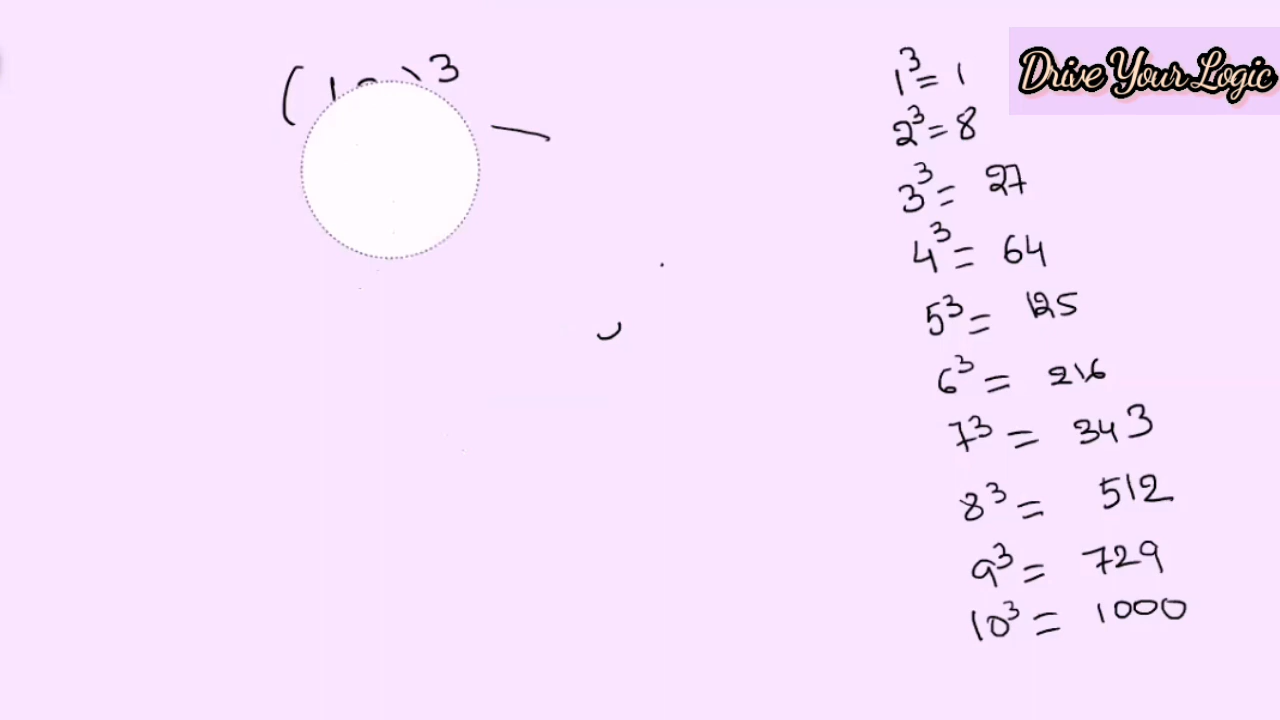 Drive Your Logic
1³ = 1
2³ = 8
3³ = 27
4³ = 64
5³ = 125
6³ = 216
7³ = 343
8³ = 512
9³ = 729
10³ = 1000